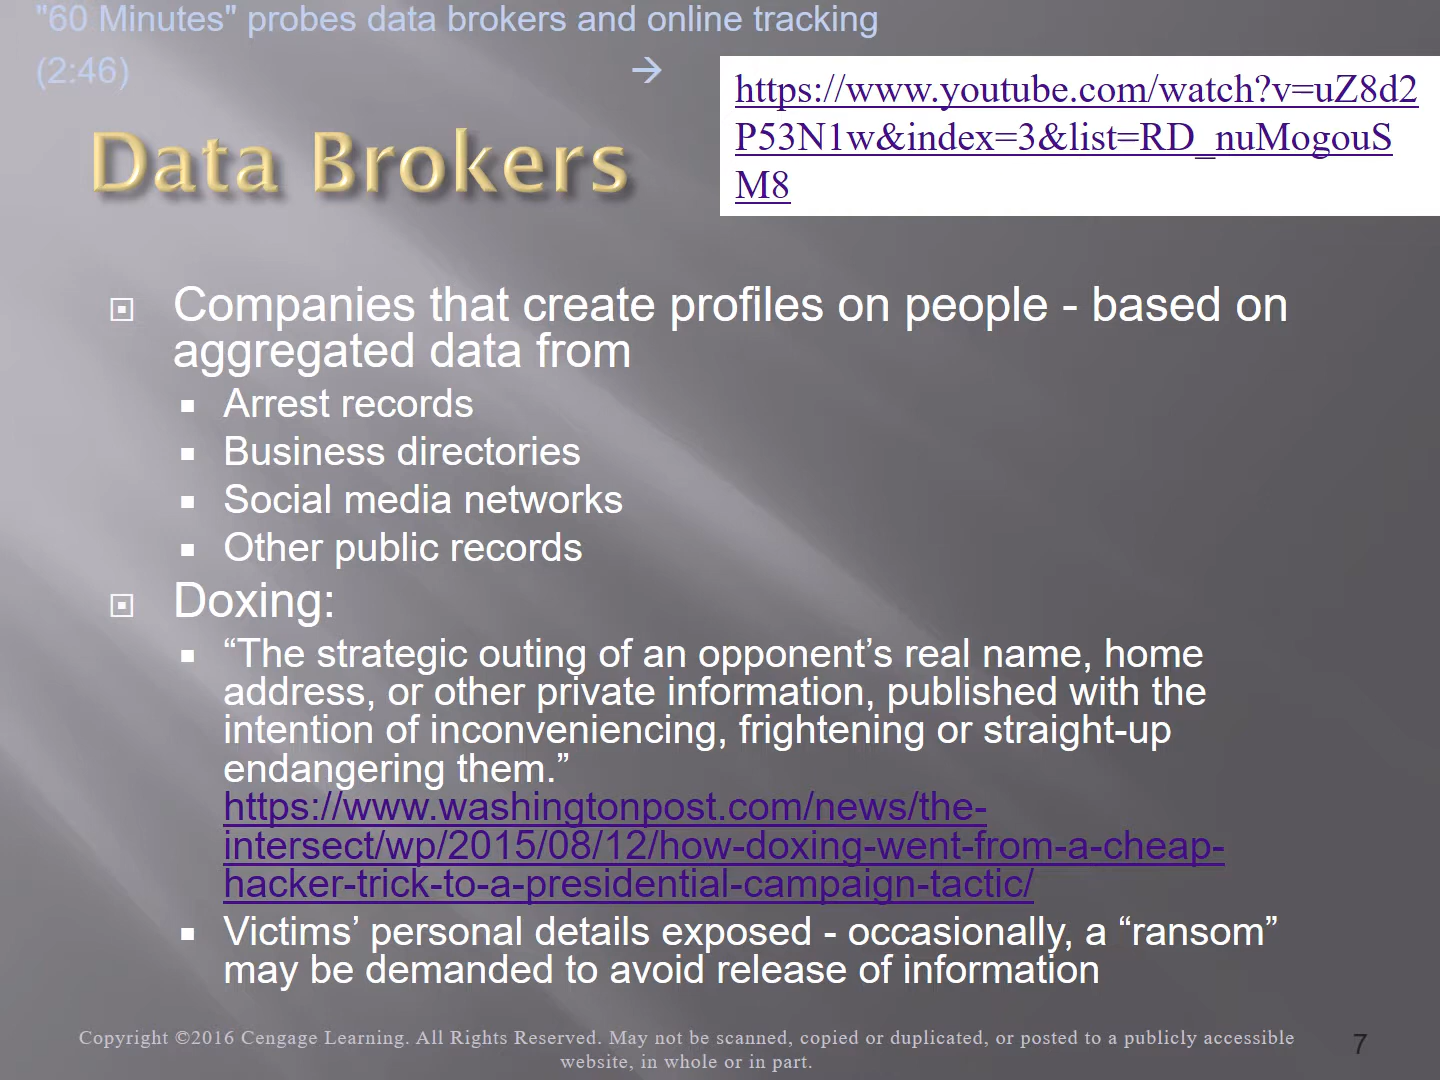 "60 Minutes" probes data brokers and online tracking
(2:46) →
https://www.youtube.com/watch?v=uZ8d2
P53N1w&index=3&list=RD_nuMogouS
M8
Data Brokers
Companies that create profiles on people - based on
aggregated data from
Arrest records
Business directories
Social media networks
Other public records
Doxing:
“The strategic outing of an opponent’s real name, home
address, or other private information, published with the
intention of inconveniencing, frightening or straight-up
endangering them.”
https://www.washingtonpost.com/news/the-
intersect/wp/2015/08/12/how-doxing-went-from-a-cheap-
hacker-trick-to-a-presidential-campaign-tactic/
Victims’ personal details exposed - occasionally, a “ransom”
may be demanded to avoid release of information
Copyright ©2016 Cengage Learning. All Rights Reserved. May not be scanned, copied or duplicated, or posted to a publicly accessible
website, in whole or in part.
7